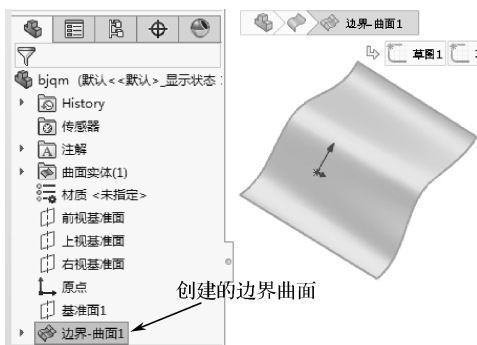 边界-曲面1
草图1
bjqm (默认<<默认>_显示状态
History
传感器
注解
曲面实体(1)
材质 <未指定>
前视基准面
上视基准面
右视基准面
原点
基准面1
创建的边界曲面
边界-曲面1